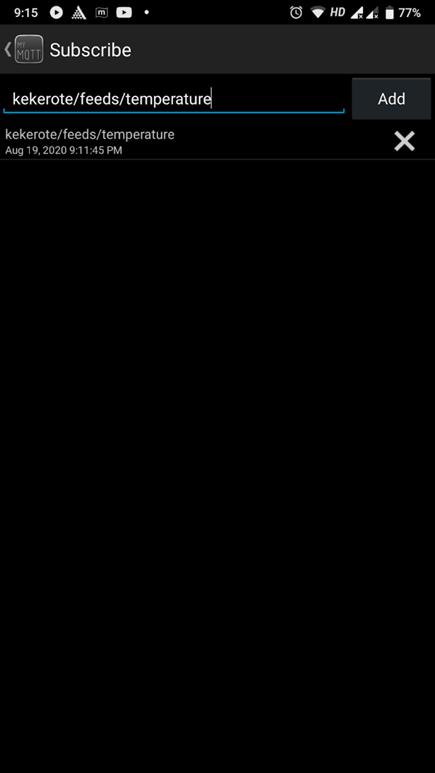 9:15 m HD 77%
MY
MQTT
Subscribe
kekerote/feeds/temperature
Add
kekerote/feeds/temperature
Aug 19, 2020 9:11:45 PM